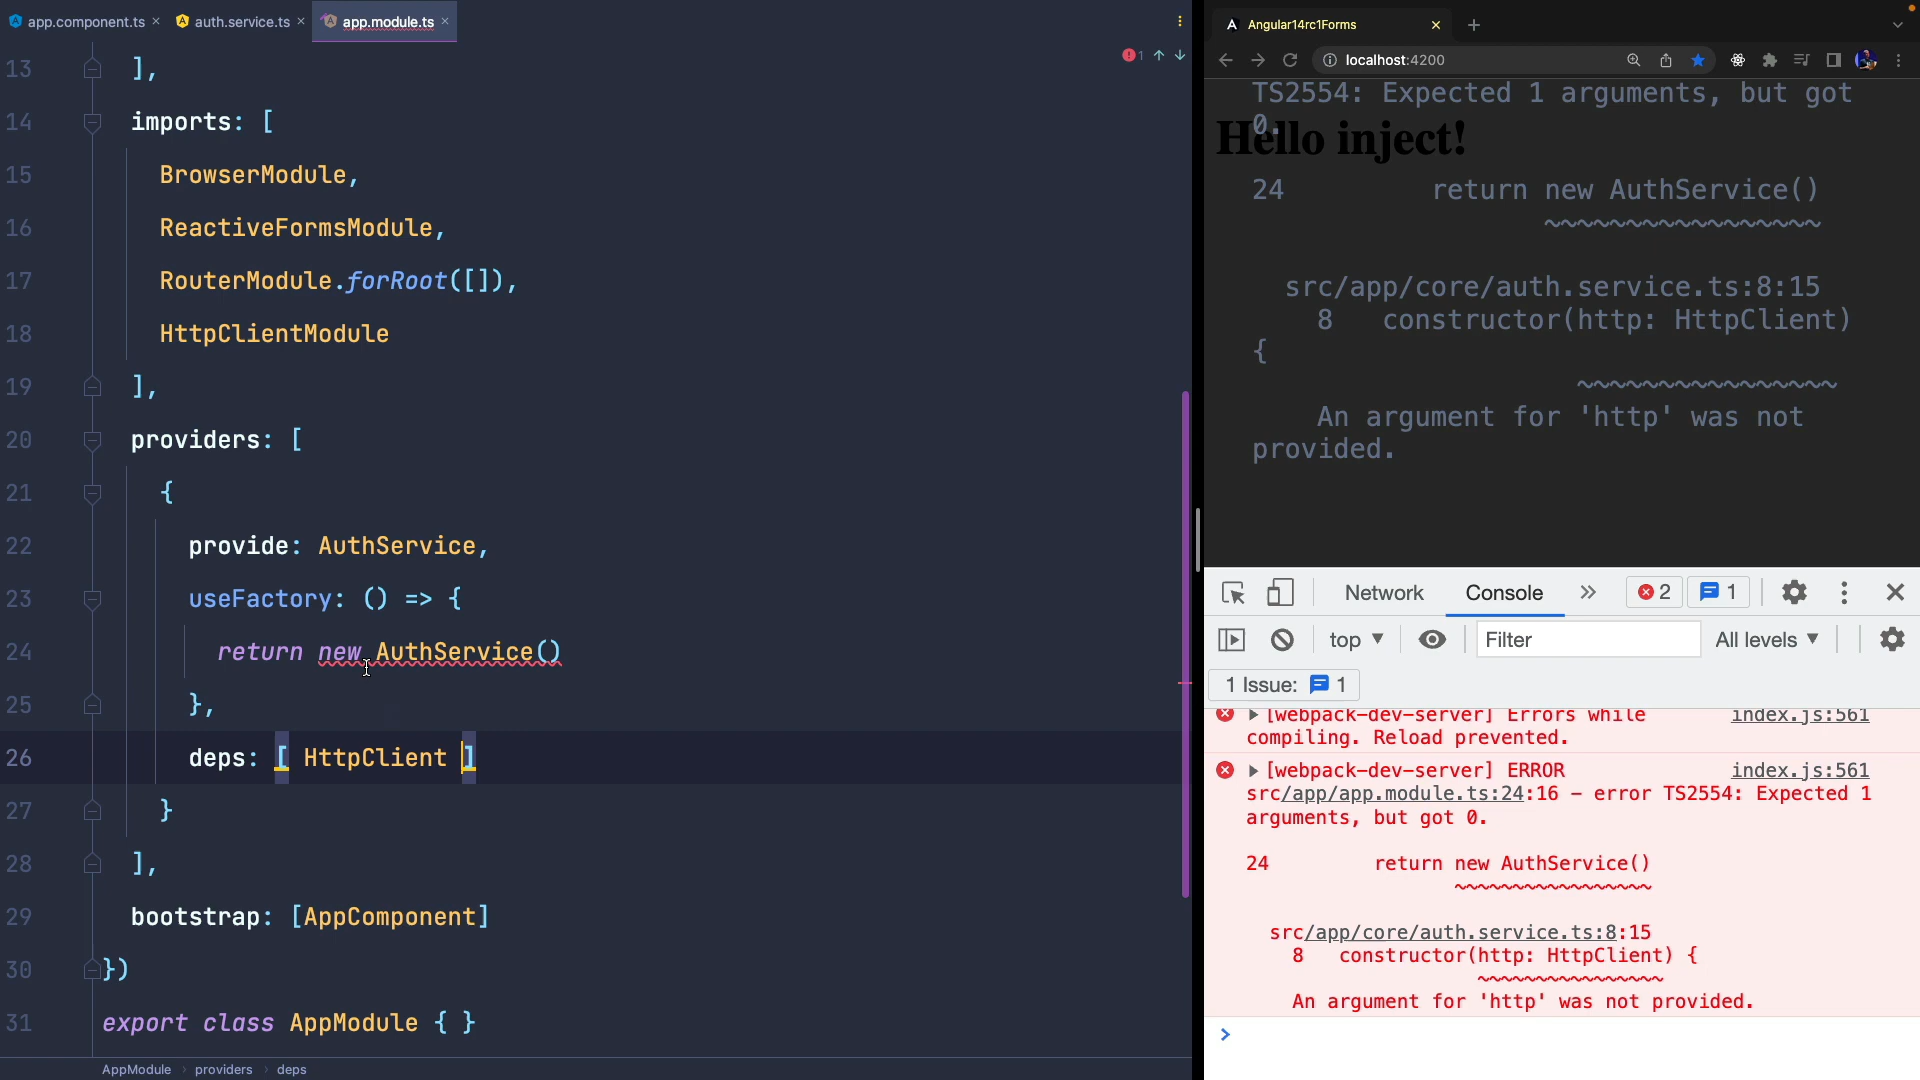 app.component.ts
auth.service.ts
app.module.ts
1
13 ],
14 imports: [
15 BrowserModule,
16 ReactiveFormsModule,
17 RouterModule.forRoot([]),
18 HttpClientModule
19 ],
20 providers: [
21 {
22 provide: AuthService,
23 useFactory: () => {
24 return new AuthService()
25 },
26 deps: [ HttpClient ]
27 }
28 ],
29 bootstrap: [AppComponent]
30 })
31 export class AppModule { }
AppModule > providers > deps
Angular14rc1Forms
localhost:4200
TS2554: Expected 1 arguments, but got
0.
Hello inject!
24 return new AuthService()
~~~~~~~~~~~~~~~~~
src/app/core/auth.service.ts:8:15
8 constructor(http: HttpClient)
{
~~~~~~~~~~~~~~~~
An argument for 'http' was not
provided.
Network Console » 2 1
top Filter All levels
1 Issue: 1
[webpack-dev-server] Errors while index.js:561
compiling. Reload prevented.
[webpack-dev-server] ERROR index.js:561
src/app/app.module.ts:24:16 - error TS2554: Expected 1
arguments, but got 0.
24 return new AuthService()
~~~~~~~~~~~~~~~~~
src/app/core/auth.service.ts:8:15
8 constructor(http: HttpClient) {
~~~~~~~~~~~~~~~~
An argument for 'http' was not provided.
>